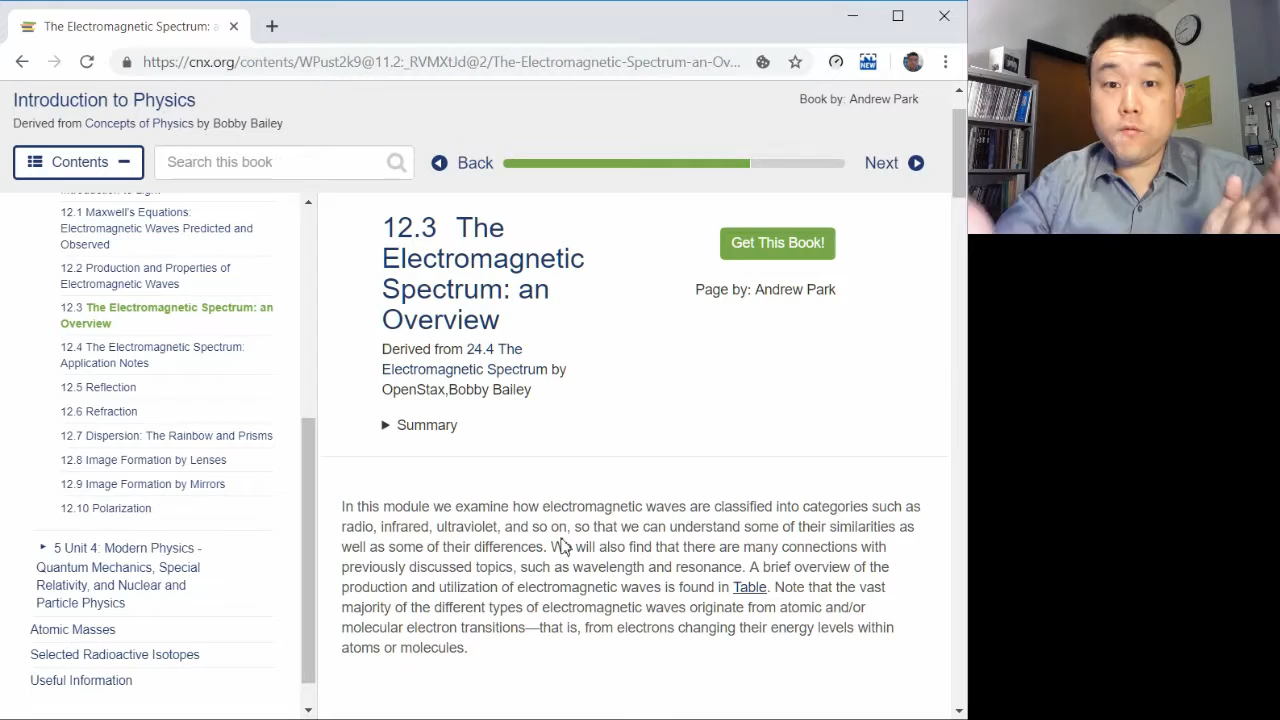 The Electromagnetic Spectrum: a
https://cnx.org/contents/WPust2k9@11.2:_RVMXtUd@2/The-Electromagnetic-Spectrum-an-Ov...
NEW
Introduction to Physics
Book by: Andrew Park
Derived from Concepts of Physics by Bobby Bailey
Contents
Search this book
Back
Next
12.1 Maxwell's Equations:
Electromagnetic Waves Predicted and
Observed
12.2 Production and Properties of
Electromagnetic Waves
12.3 The Electromagnetic Spectrum: an
Overview
12.4 The Electromagnetic Spectrum:
Application Notes
12.5 Reflection
12.6 Refraction
12.7 Dispersion: The Rainbow and Prisms
12.8 Image Formation by Lenses
12.9 Image Formation by Mirrors
12.10 Polarization
5 Unit 4: Modern Physics -
Quantum Mechanics, Special
Relativity, and Nuclear and
Particle Physics
Atomic Masses
Selected Radioactive Isotopes
Useful Information
12.3 The
Electromagnetic
Spectrum: an
Overview
Get This Book!
Page by: Andrew Park
Derived from 24.4 The
Electromagnetic Spectrum by
OpenStax,Bobby Bailey
Summary
In this module we examine how electromagnetic waves are classified into categories such as
radio, infrared, ultraviolet, and so on, so that we can understand some of their similarities as
well as some of their differences. We will also find that there are many connections with
previously discussed topics, such as wavelength and resonance. A brief overview of the
production and utilization of electromagnetic waves is found in Table. Note that the vast
majority of the different types of electromagnetic waves originate from atomic and/or
molecular electron transitions—that is, from electrons changing their energy levels within
atoms or molecules.